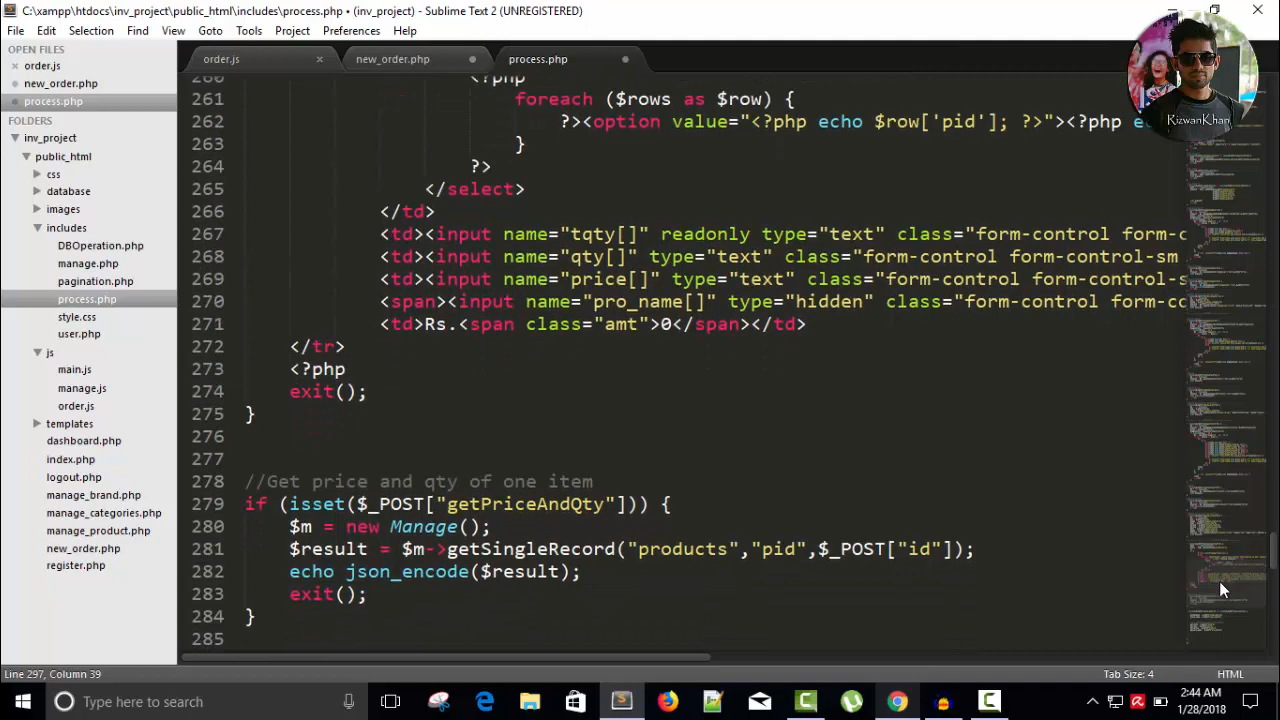 C:\xampp\htdocs\inv_project\public_html\includes\process.php • (inv_project) - Sublime Text 2 (UNREGISTERED)
File Edit Selection Find View Goto Tools Project Preferences Help
OPEN FILES
order.js
new_order.php
process.php
FOLDERS
inv_project
public_html
css
database
images
includes
DBOperation.php
manage.php
pagination.php
process.php
style.css
user.php
js
main.js
manage.js
order.js
templates
dashboard.php
index.php
logout.php
manage_brand.php
manage_categories.php
manage_product.php
new_order.php
register.php
order.js new_order.php process.php
RizwanKhan
260 <?php
261 foreach ($rows as $row) {
262 ?><option value="<?php echo $row['pid']; ?>"><?php
263 }
264 ?>
265 </select>
266 </td>
267 <td><input name="tqty[]" readonly type="text" class="form-control form-c
268 <td><input name="qty[]" type="text" class="form-control form-control-sm
269 <td><input name="price[]" type="text" class="form-control form-control-s
270 <span><input name="pro_name[]" type="hidden" class="form-control form-co
271 <td>Rs.<span class="amt">0</span></td>
272 </tr>
273 <?php
274 exit();
275 }
276
277
278 //Get price and qty of one item
279 if (isset($_POST["getPriceAndQty"])) {
280 $m = new Manage();
281 $result = $m->getSingleRecord("products","pid",$_POST["id"]);
282 echo json_encode($result);
283 exit();
284 }
285
Line 297, Column 39 Tab Size: 4 HTML
Type here to search
2:44 AM
1/28/2018